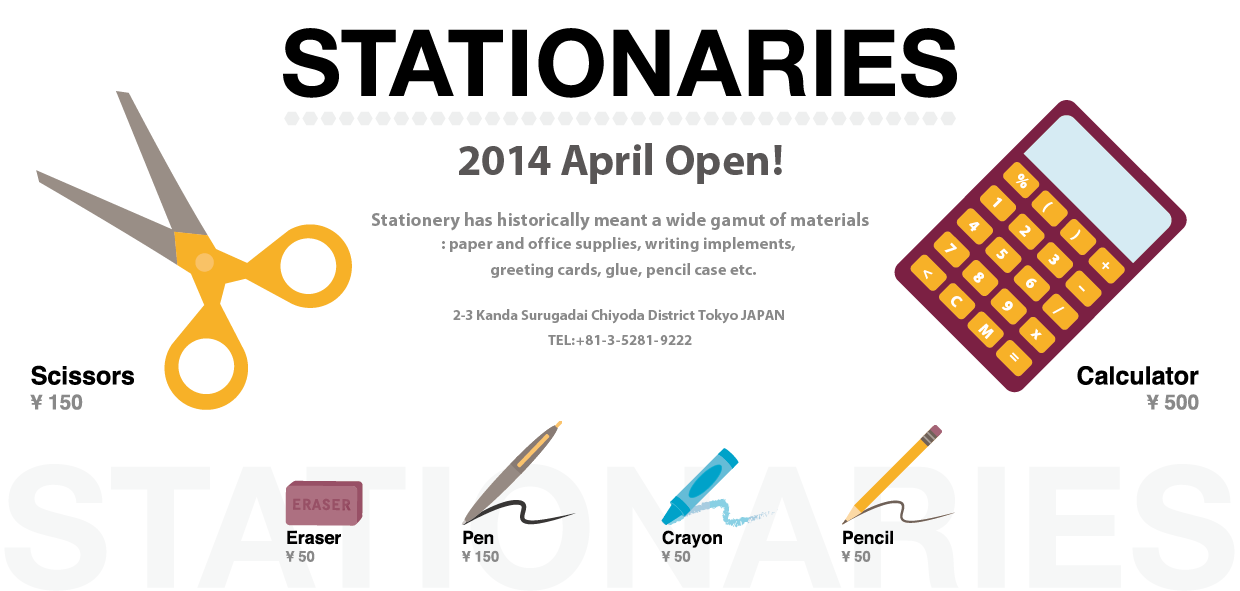 STATIONARIES
2014 April Open!
Stationery has historically meant a wide gamut of materials
: paper and office supplies, writing implements,
greeting cards, glue, pencil case etc.
2-3 Kanda Surugadai Chiyoda District Tokyo JAPAN
TEL:+81-3-5281-9222
% ( ) +
1 2 3 -
4 5 6 /
7 8 9 x
< C M =
Scissors
¥ 150
Calculator
¥ 500
STATIONARIES
ERASER
Eraser
¥ 50
Pen
¥ 150
Crayon
¥ 50
Pencil
¥ 50